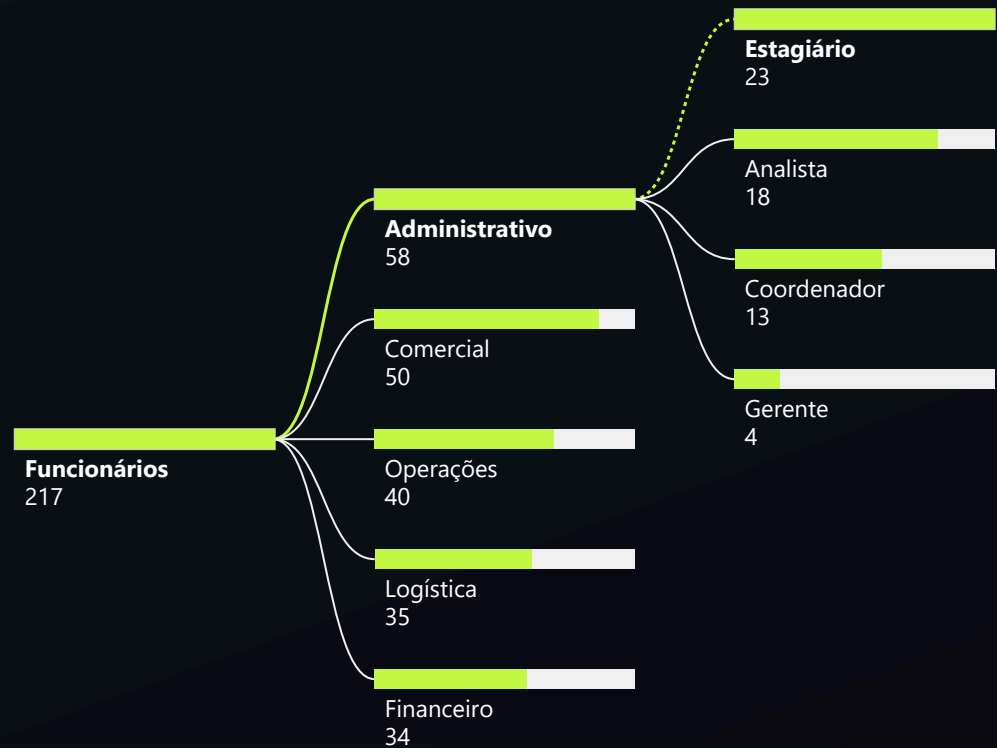 Funcionários
217
Administrativo
58
Comercial
50
Operações
40
Logística
35
Financeiro
34
Estagiário
23
Analista
18
Coordenador
13
Gerente
4